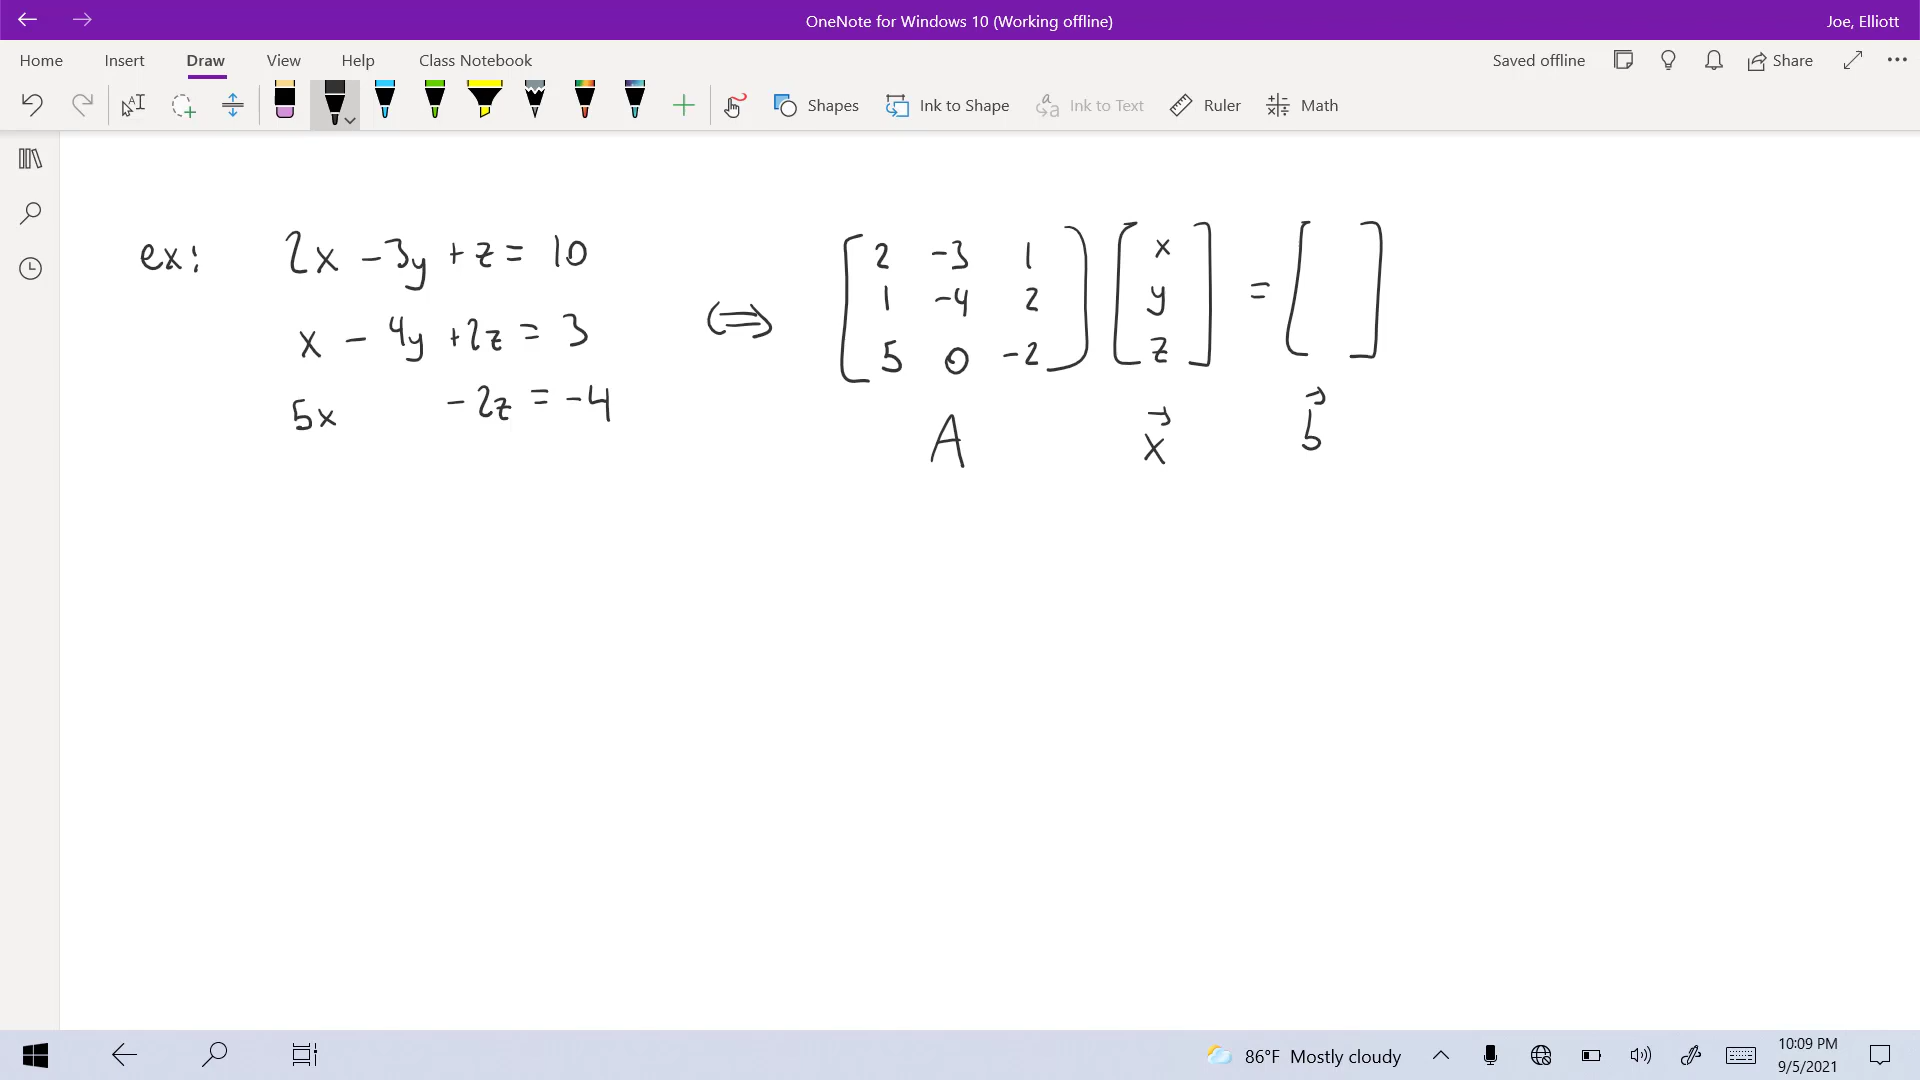 OneNote for Windows 10 (Working offline)
Joe, Elliott
Home Insert Draw View Help Class Notebook
Saved offline Share
Shapes Ink to Shape Ink to Text Ruler Math
ex: 2x - 3y + z = 10
x - 4y + 2z = 3
5x - 2z = -4
⇔
2 -3 1
1 -4 2
5 0 -2
x
y
z
=
A x⃗ b⃗
86°F Mostly cloudy
10:09 PM
9/5/2021